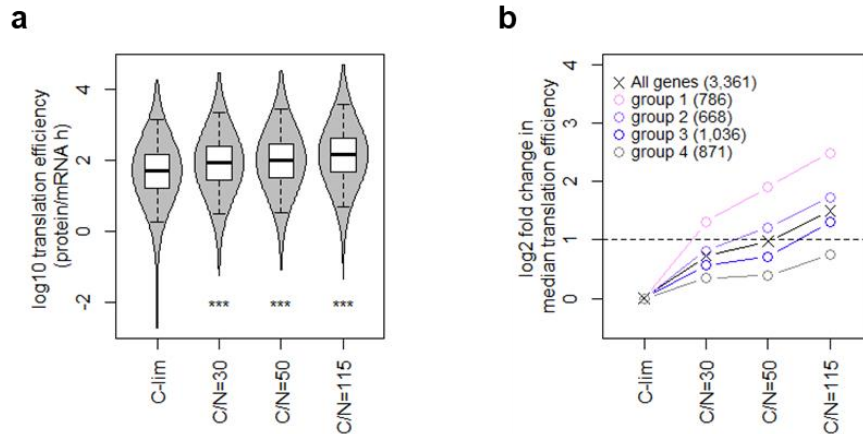 a
log10 translation efficiency
(protein/mRNA h)
4
2
0
-2
***
***
***
C-lim
C/N=30
C/N=50
C/N=115
b
log2 fold change in
median translation efficiency
4
3
2
1
0
All genes (3,361)
group 1 (786)
group 2 (668)
group 3 (1,036)
group 4 (871)
C-lim
C/N=30
C/N=50
C/N=115